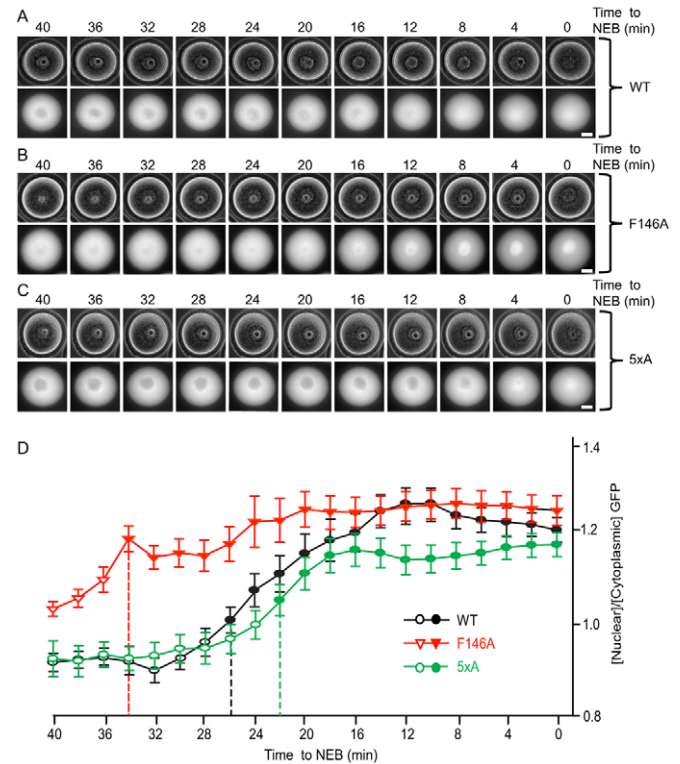 A
40 36 32 28 24 20 16 12 8 4 0
Time to
NEB (min)
WT
B
40 36 32 28 24 20 16 12 8 4 0
Time to
NEB (min)
F146A
C
40 36 32 28 24 20 16 12 8 4 0
Time to
NEB (min)
5xA
D
1.4
1.2
1.0
0.8
[Nuclear]/[Cytoplasmic] GFP
WT
F146A
5xA
40 36 32 28 24 20 16 12 8 4 0
Time to NEB (min)